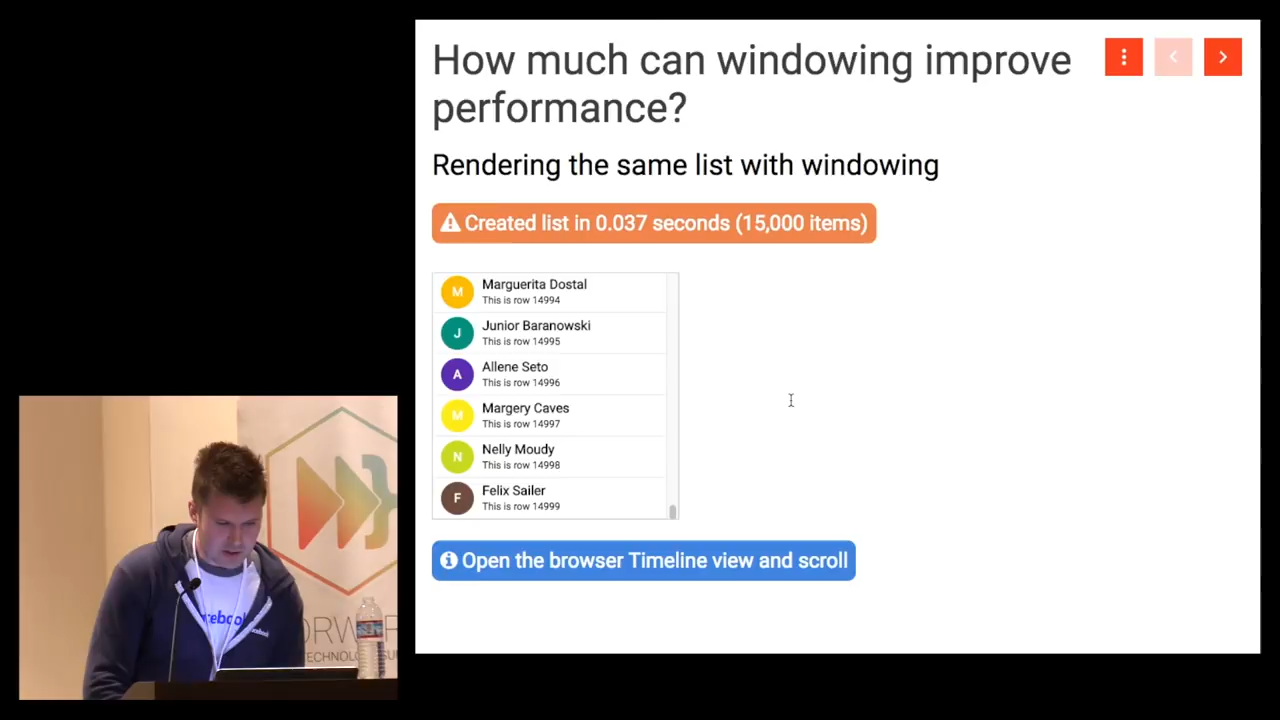 How much can windowing improve
performance?
Rendering the same list with windowing
Created list in 0.037 seconds (15,000 items)
M
Marguerita Dostal
This is row 14994
J
Junior Baranowski
This is row 14995
A
Allene Seto
This is row 14996
M
Margery Caves
This is row 14997
N
Nelly Moudy
This is row 14998
F
Felix Sailer
This is row 14999
Open the browser Timeline view and scroll